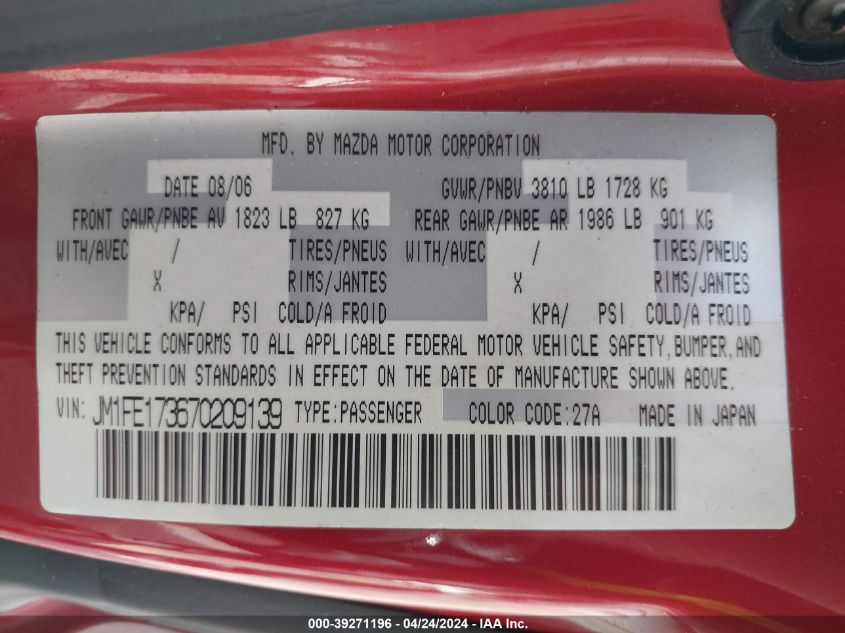 MFD. BY MAZDA MOTOR CORPORATION
DATE 08/06 GVWR/PNBV 3810 LB 1728 KG
FRONT GAWR/PNBE AV 1823 LB 827 KG REAR GAWR/PNBE AR 1986 LB 901 KG
WITH/AVEC / TIRES/PNEUS WITH/AVEC / TIRES/PNEUS
X RIMS/JANTES X RIMS/JANTES
KPA/ PSI COLD/A FROID KPA/ PSI COLD/A FROID
THIS VEHICLE CONFORMS TO ALL APPLICABLE FEDERAL MOTOR VEHICLE SAFETY, BUMPER, AND
THEFT PREVENTION STANDARDS IN EFFECT ON THE DATE OF MANUFACTURE SHOWN ABOVE.
VIN: JM1FE173670209139 TYPE:PASSENGER COLOR CODE:27A MADE IN JAPAN
000-39271196 - 04/24/2024 - IAA Inc.